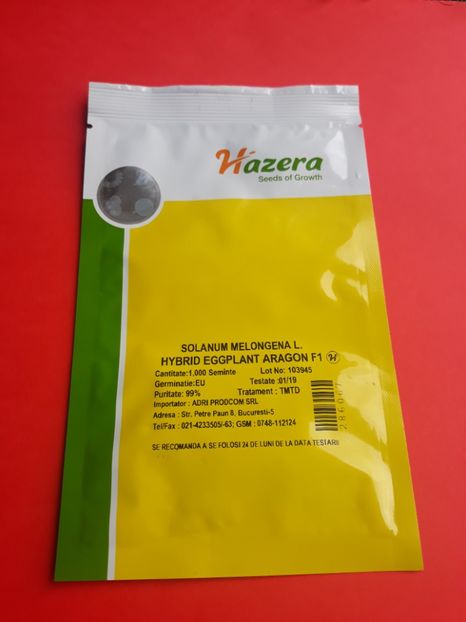 Hazera
Seeds of Growth
SOLANUM MELONGENA L.
HYBRID EGGPLANT ARAGON F1 H
Cantitate:1,000 Seminte Lot No: 103945
Germinatie:EU Testate :01/19
Puritate: 99% Tratament : TMTD
Importator : ADRI PRODCOM SRL
Adresa : Str. Petre Paun 8, Bucuresti-5
Tel/Fax : 021-4233505/-63; GSM : 0748-112124
SE RECOMANDA A SE FOLOSI 24 DE LUNI DE LA DATA TESTARII
286067